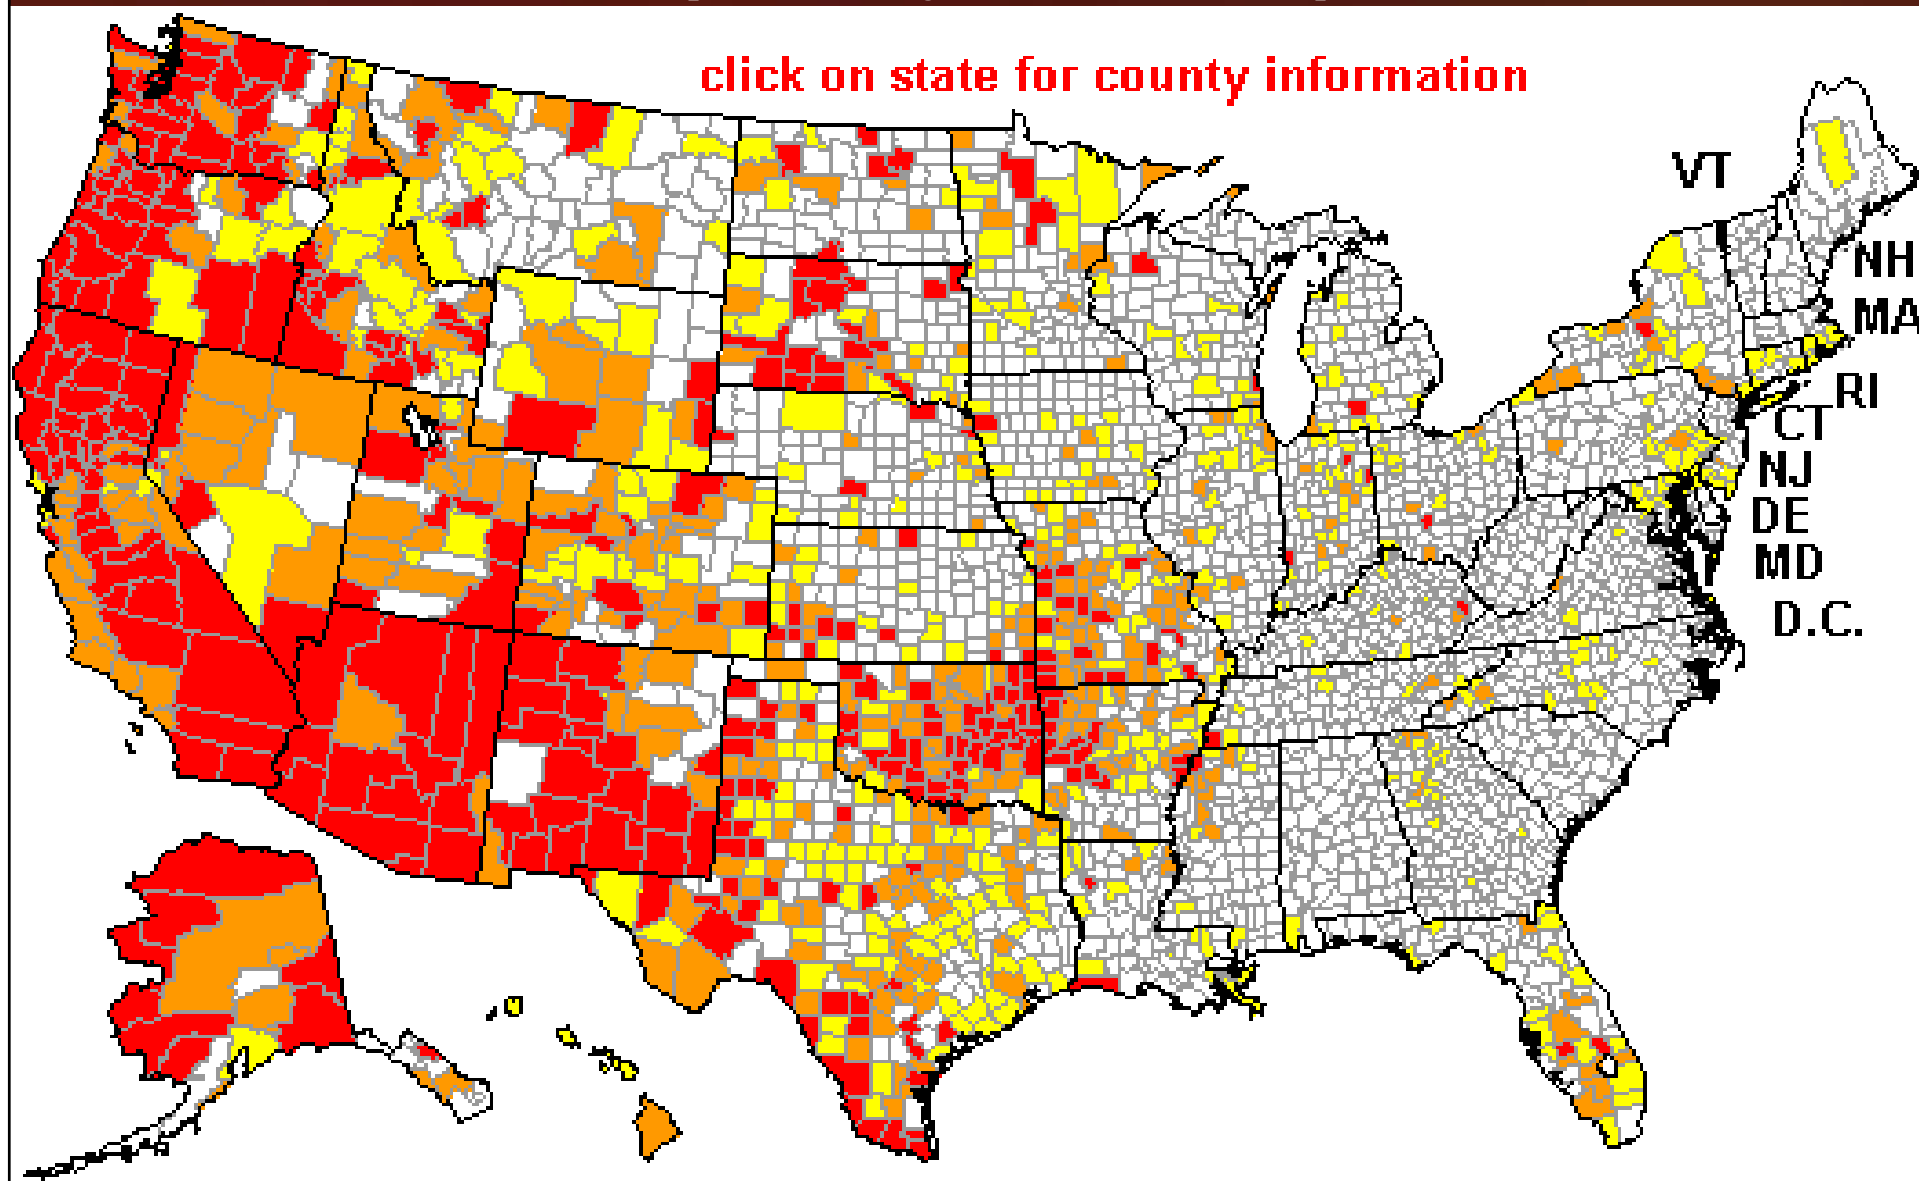 click on state for county information
VT
NH
MA
RI
CT
NJ
DE
MD
D.C.